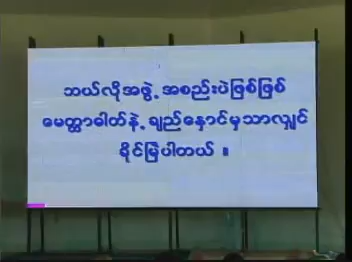 ဘယ်လိုအဖွဲ့အစည်းပဲဖြစ်ဖြစ်
မေတ္တာဓါတ်နဲ့ ချည်နှောင်မှသာလျှင်
ခိုင်မြဲပါတယ် ။